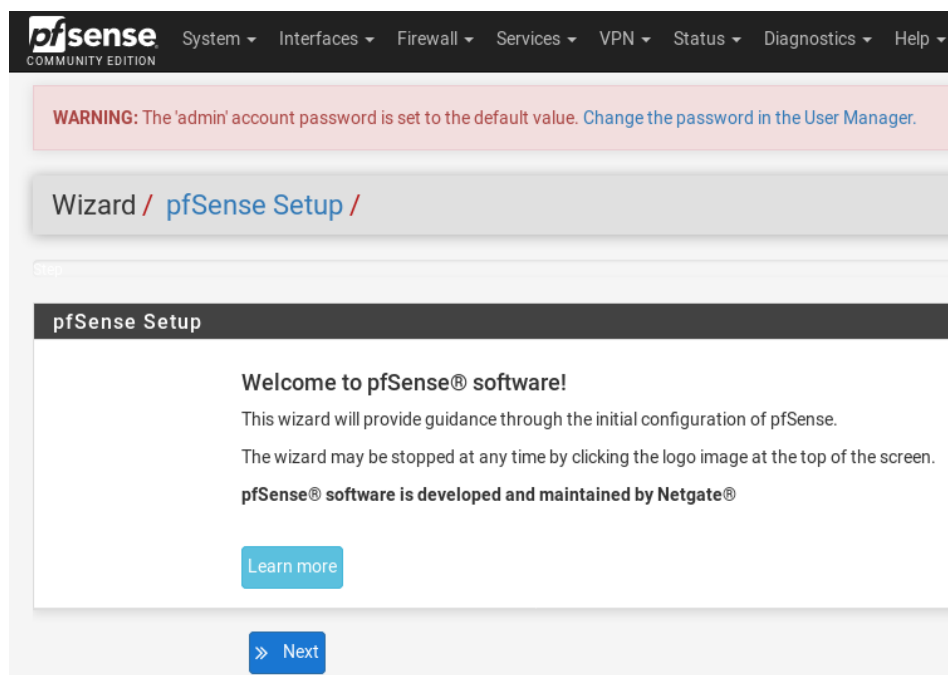 pfsense System Interfaces Firewall Services VPN Status Diagnostics Help
COMMUNITY EDITION
WARNING: The 'admin' account password is set to the default value. Change the password in the User Manager.
Wizard / pfSense Setup /
Step
pfSense Setup
Welcome to pfSense® software!
This wizard will provide guidance through the initial configuration of pfSense.
The wizard may be stopped at any time by clicking the logo image at the top of the screen.
pfSense® software is developed and maintained by Netgate®
Learn more
» Next